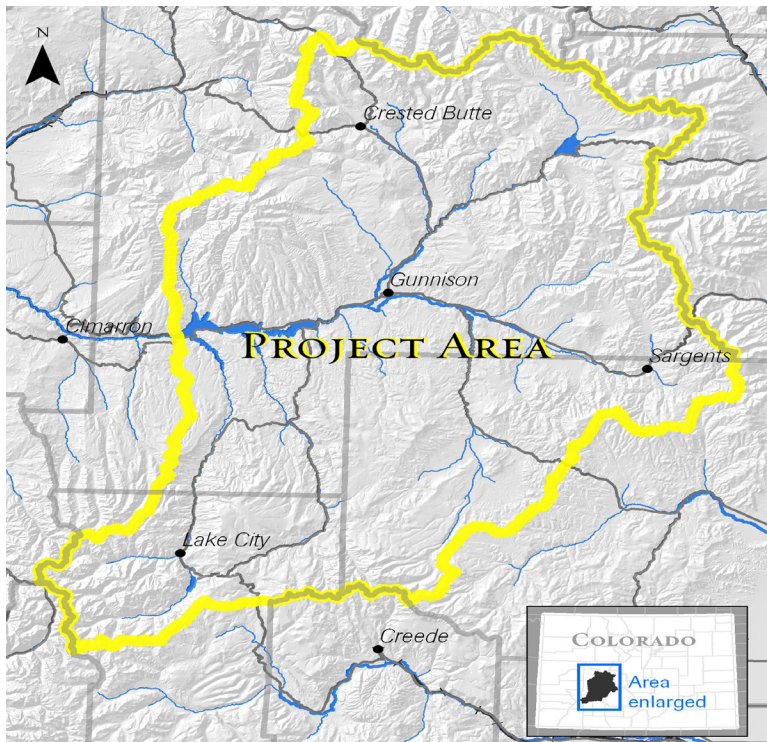 N
Crested Butte
Gunnison
Cimarron
PROJECT AREA
Sargents
Lake City
Creede
COLORADO
Area
enlarged